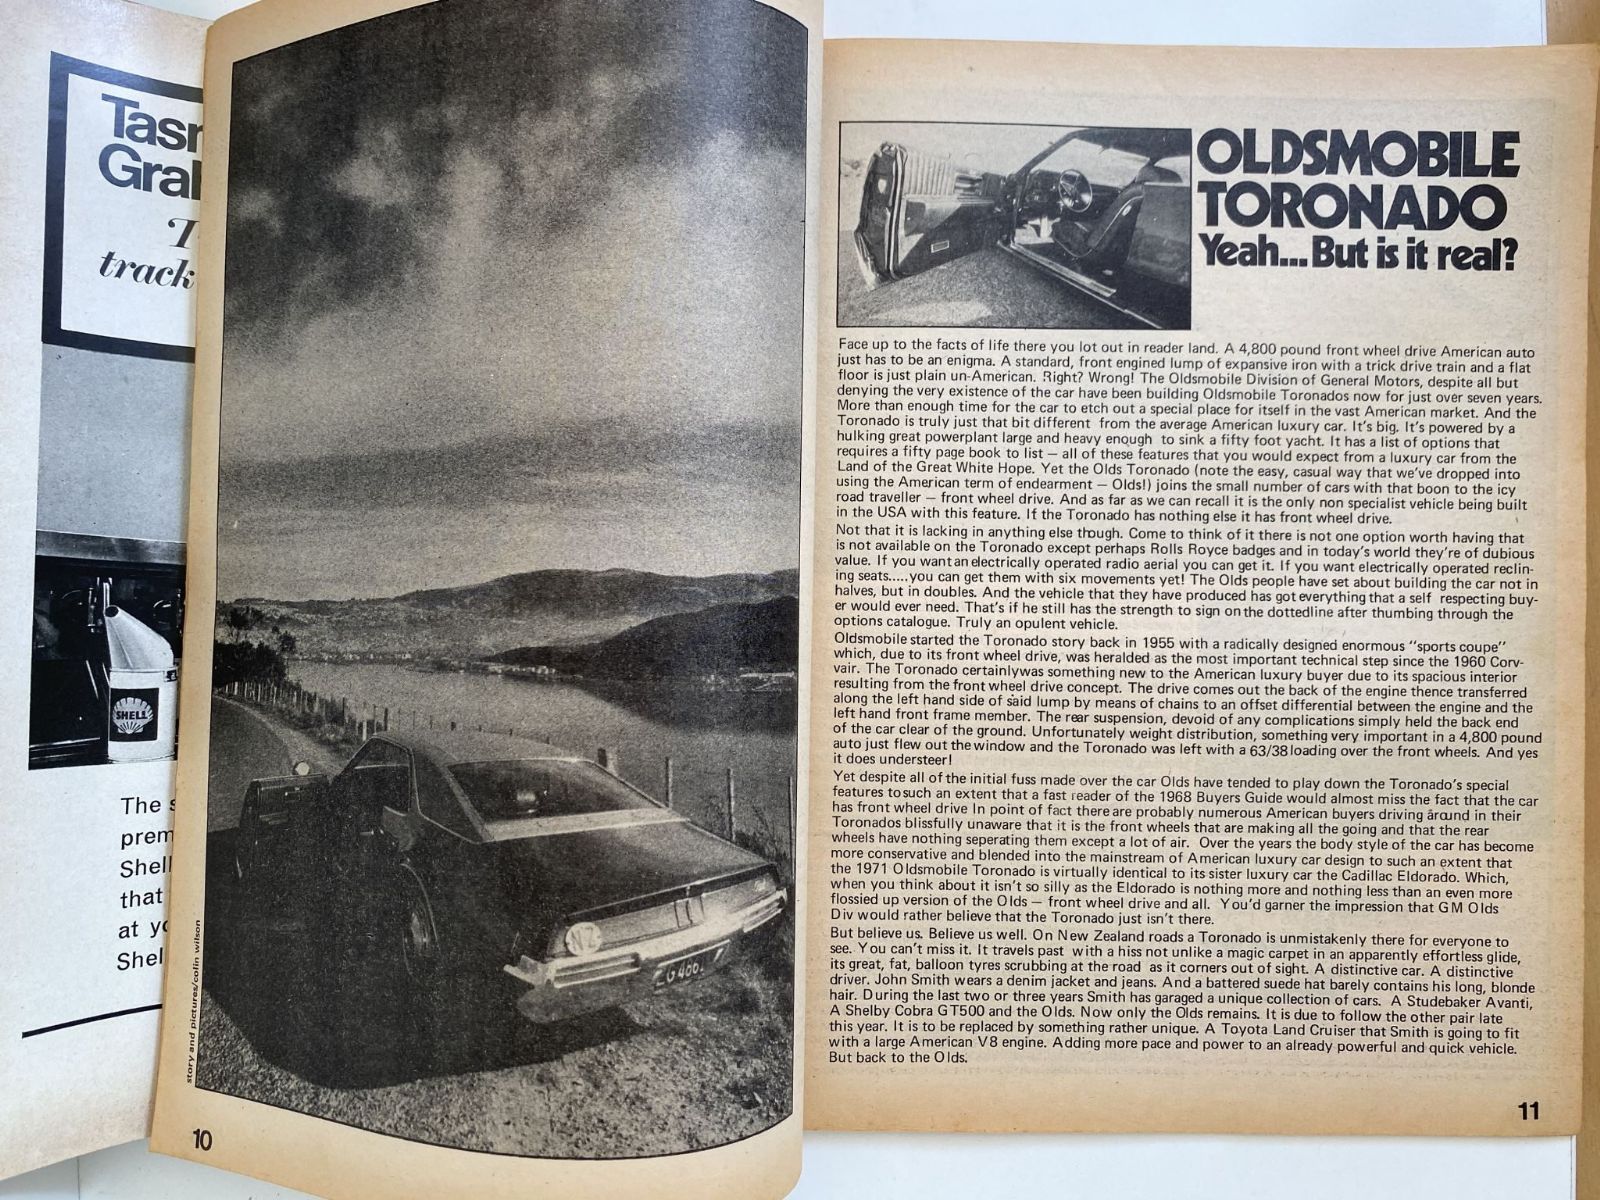 Tasr
Gral
T
track
SHELL
The s
prem
Shell
that
at yo
Shel
NZ
story and pictures/colin wilson
10
OLDSMOBILE
TORONADO
Yeah...But is it real?
Face up to the facts of life there you lot out in reader land. A 4,800 pound front wheel drive American auto
just has to be an enigma. A standard, front engined lump of expansive iron with a trick drive train and a flat
floor is just plain un-American. Right? Wrong! The Oldsmobile Division of General Motors, despite all but
denying the very existence of the car have been building Oldsmobile Toronados now for just over seven years.
More than enough time for the car to etch out a special place for itself in the vast American market. And the
Toronado is truly just that bit different from the average American luxury car. It's big. It's powered by a
hulking great powerplant large and heavy enough to sink a fifty foot yacht. It has a list of options that
requires a fifty page book to list — all of these features that you would expect from a luxury car from the
Land of the Great White Hope. Yet the Olds Toronado (note the easy, casual way that we've dropped into
using the American term of endearment — Olds!) joins the small number of cars with that boon to the icy
road traveller — front wheel drive. And as far as we can recall it is the only non specialist vehicle being built
in the USA with this feature. If the Toronado has nothing else it has front wheel drive.
Not that it is lacking in anything else though. Come to think of it there is not one option worth having that
is not available on the Toronado except perhaps Rolls Royce badges and in today's world they're of dubious
value. If you want an electrically operated radio aerial you can get it. If you want electrically operated reclin-
ing seats.....you can get them with six movements yet! The Olds people have set about building the car not in
halves, but in doubles. And the vehicle that they have produced has got everything that a self respecting buy-
er would ever need. That's if he still has the strength to sign on the dottedline after thumbing through the
options catalogue. Truly an opulent vehicle.
Oldsmobile started the Toronado story back in 1955 with a radically designed enormous "sports coupe"
which, due to its front wheel drive, was heralded as the most important technical step since the 1960 Corv-
vair. The Toronado certainlywas something new to the American luxury buyer due to its spacious interior
resulting from the front wheel drive concept. The drive comes out the back of the engine thence transferred
along the left hand side of said lump by means of chains to an offset differential between the engine and the
left hand front frame member. The rear suspension, devoid of any complications simply held the back end
of the car clear of the ground. Unfortunately weight distribution, something very important in a 4,800 pound
auto just flew out the window and the Toronado was left with a 63/38 loading over the front wheels. And yes
it does understeer!
Yet despite all of the initial fuss made over the car Olds have tended to play down the Toronado's special
features to such an extent that a fast reader of the 1968 Buyers Guide would almost miss the fact that the car
has front wheel drive In point of fact there are probably numerous American buyers driving around in their
Toronados blissfully unaware that it is the front wheels that are making all the going and that the rear
wheels have nothing seperating them except a lot of air. Over the years the body style of the car has become
more conservative and blended into the mainstream of American luxury car design to such an extent that
the 1971 Oldsmobile Toronado is virtually identical to its sister luxury car the Cadillac Eldorado. Which,
when you think about it isn't so silly as the Eldorado is nothing more and nothing less than an even more
flossied up version of the Olds — front wheel drive and all. You'd garner the impression that GM Olds
Div would rather believe that the Toronado just isn't there.
But believe us. Believe us well. On New Zealand roads a Toronado is unmistakenly there for everyone to
see. You can't miss it. It travels past with a hiss not unlike a magic carpet in an apparently effortless glide,
its great, fat, balloon tyres scrubbing at the road as it corners out of sight. A distinctive car. A distinctive
driver. John Smith wears a denim jacket and jeans. And a battered suede hat barely contains his long, blonde
hair. During the last two or three years Smith has garaged a unique collection of cars. A Studebaker Avanti,
A Shelby Cobra GT500 and the Olds. Now only the Olds remains. It is due to follow the other pair late
this year. It is to be replaced by something rather unique. A Toyota Land Cruiser that Smith is going to fit
with a large American V8 engine. Adding more pace and power to an already powerful and quick vehicle.
But back to the Olds.
11